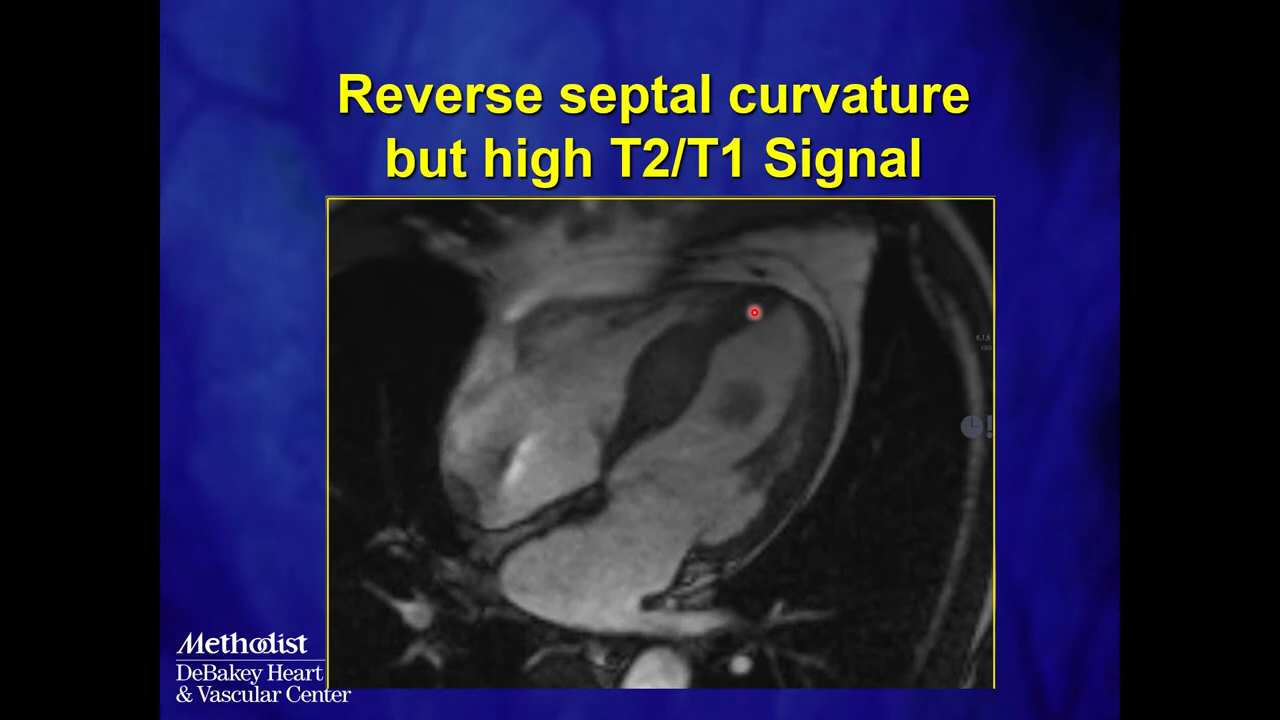 Reverse septal curvature
but high T2/T1 Signal
Methodist
DeBakey Heart
& Vascular Center